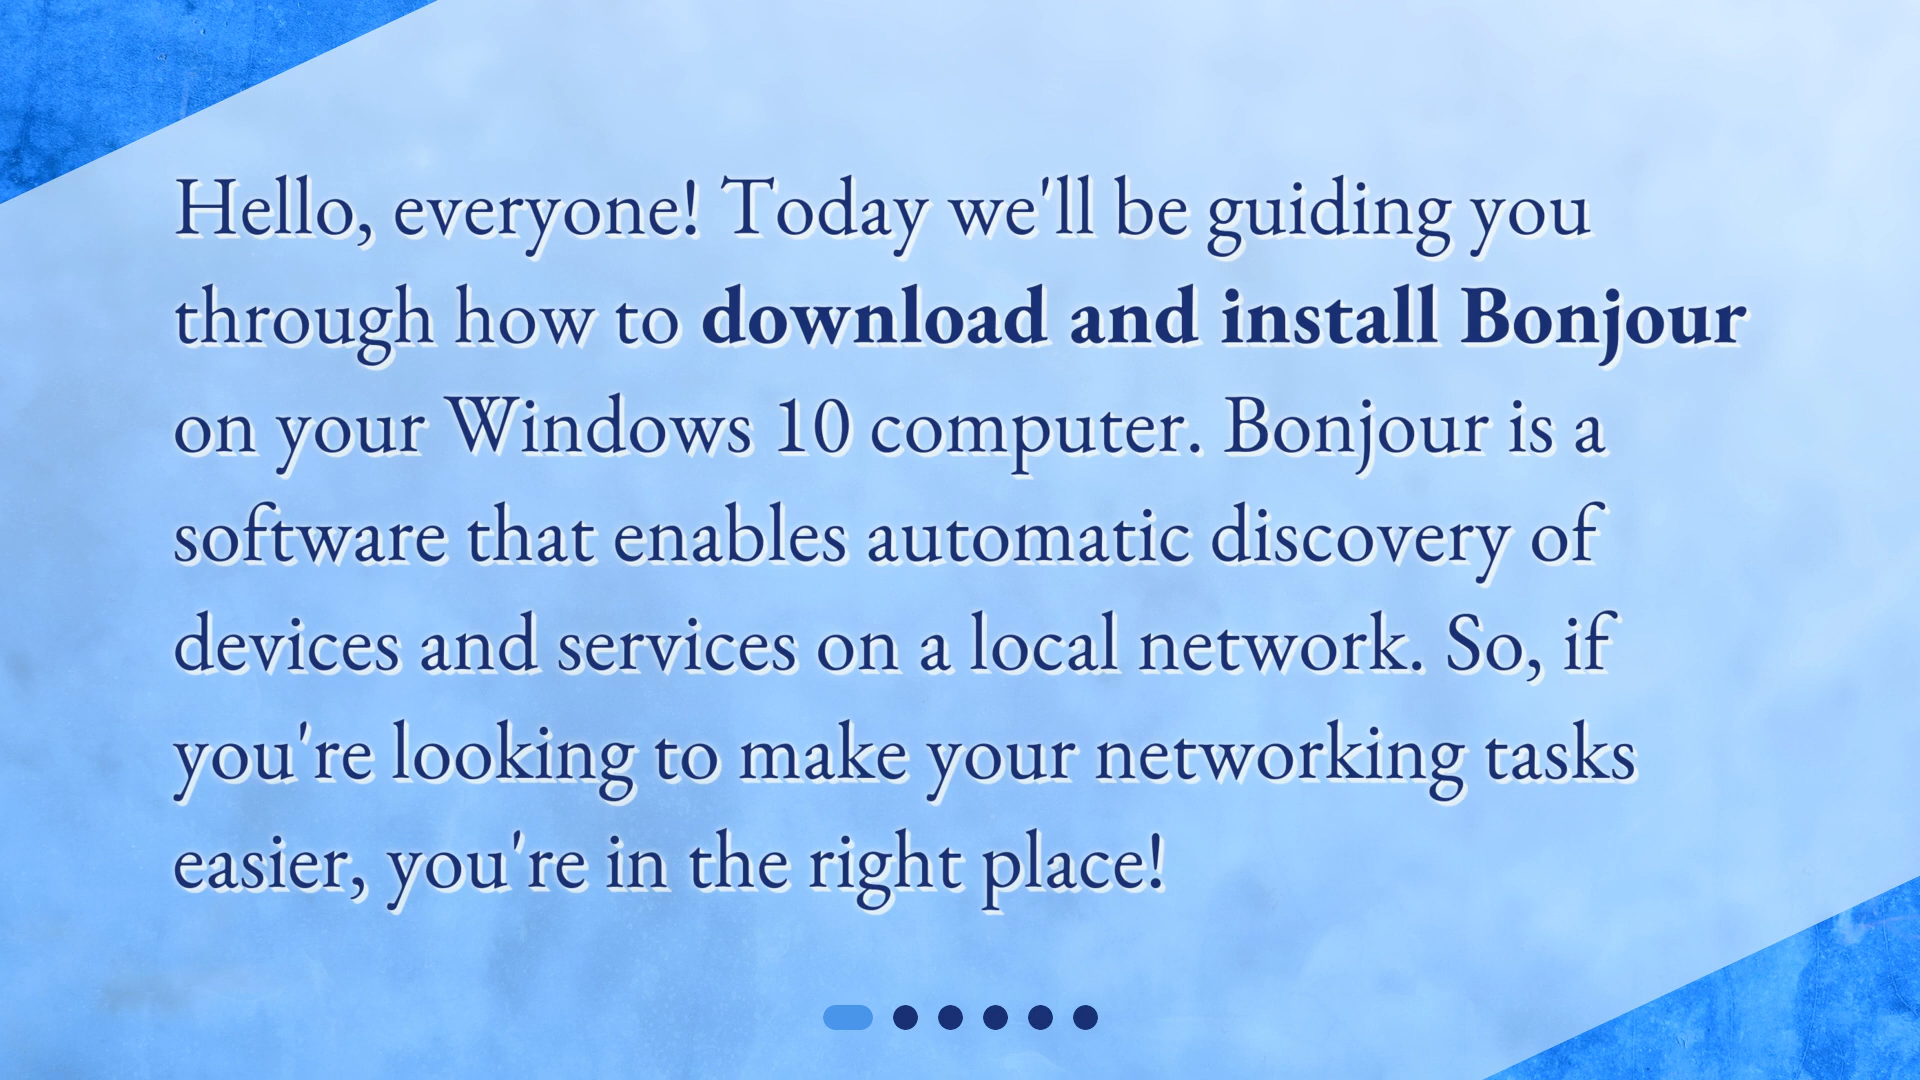 Hello, everyone! Today we'll be guiding you
through how to download and install Bonjour
on your Windows 10 computer. Bonjour is a
software that enables automatic discovery of
devices and services on a local network. So, if
you're looking to make your networking tasks
easier, you're in the right place!